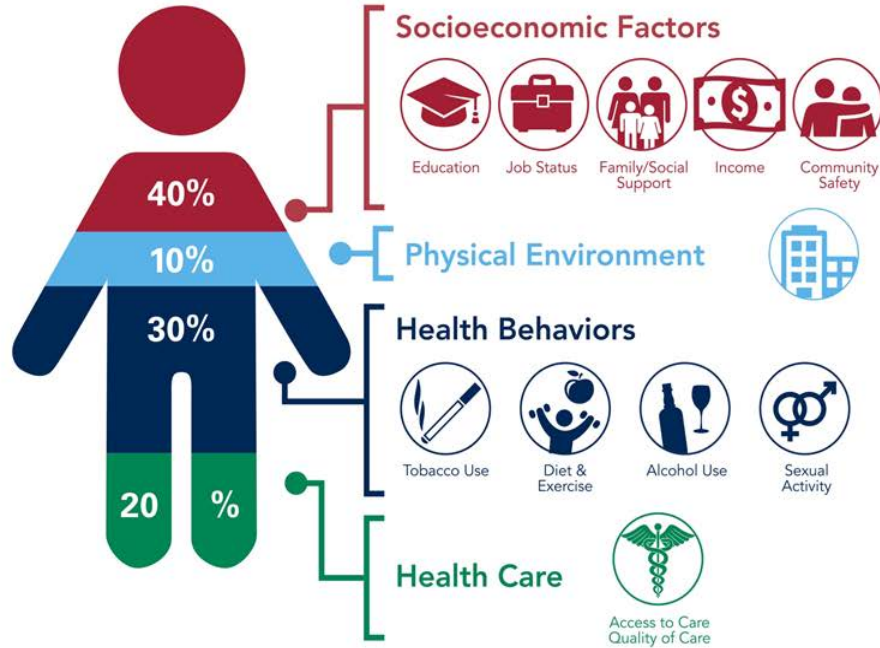 Socioeconomic Factors
Education
Job Status
Family/Social
Support
Income
Community
Safety
40%
10%
Physical Environment
30%
Health Behaviors
Tobacco Use
Diet &
Exercise
Alcohol Use
Sexual
Activity
20 %
Health Care
Access to Care
Quality of Care